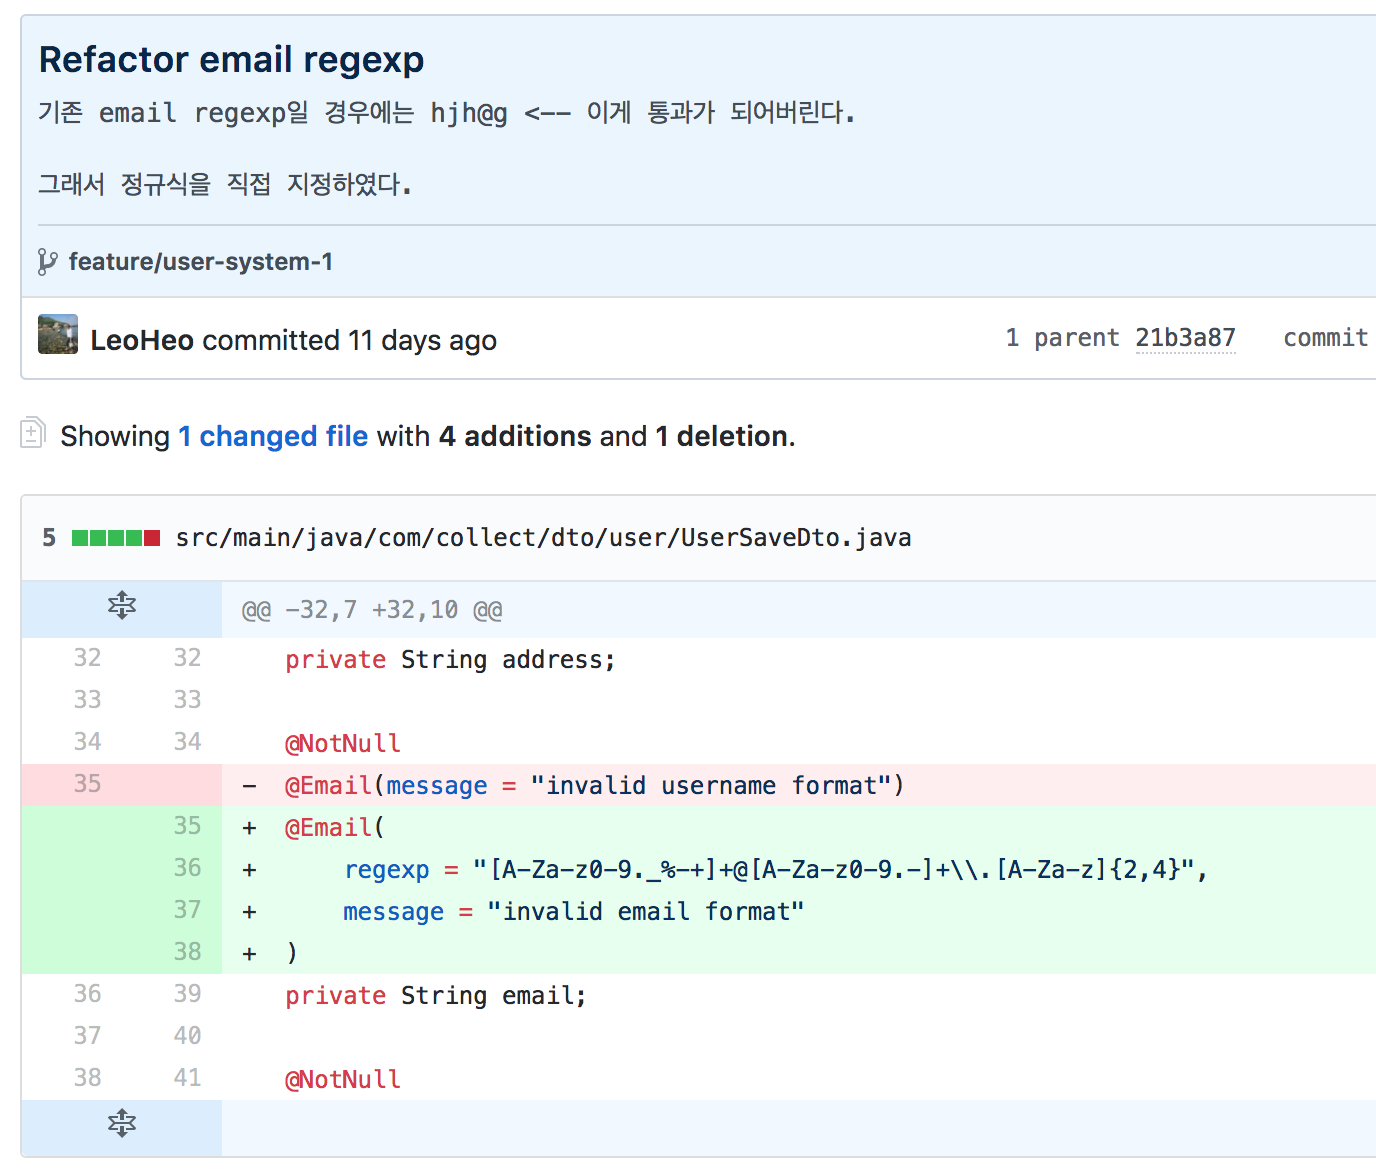 Refactor email regexp
기존 email regexp일 경우에는 hjh@g <-- 이게 통과가 되어버린다.
그래서 정규식을 직접 지정하였다.
feature/user-system-1
LeoHeo committed 11 days ago 1 parent 21b3a87 commit
Showing 1 changed file with 4 additions and 1 deletion.
5 src/main/java/com/collect/dto/user/UserSaveDto.java
@@ -32,7 +32,10 @@
32 32 private String address;
33 33
34 34 @NotNull
35 - @Email(message = "invalid username format")
35 + @Email(
36 + regexp = "[A-Za-z0-9._%-+]+@[A-Za-z0-9.-]+\\.[A-Za-z]{2,4}",
37 + message = "invalid email format"
38 + )
36 39 private String email;
37 40
38 41 @NotNull